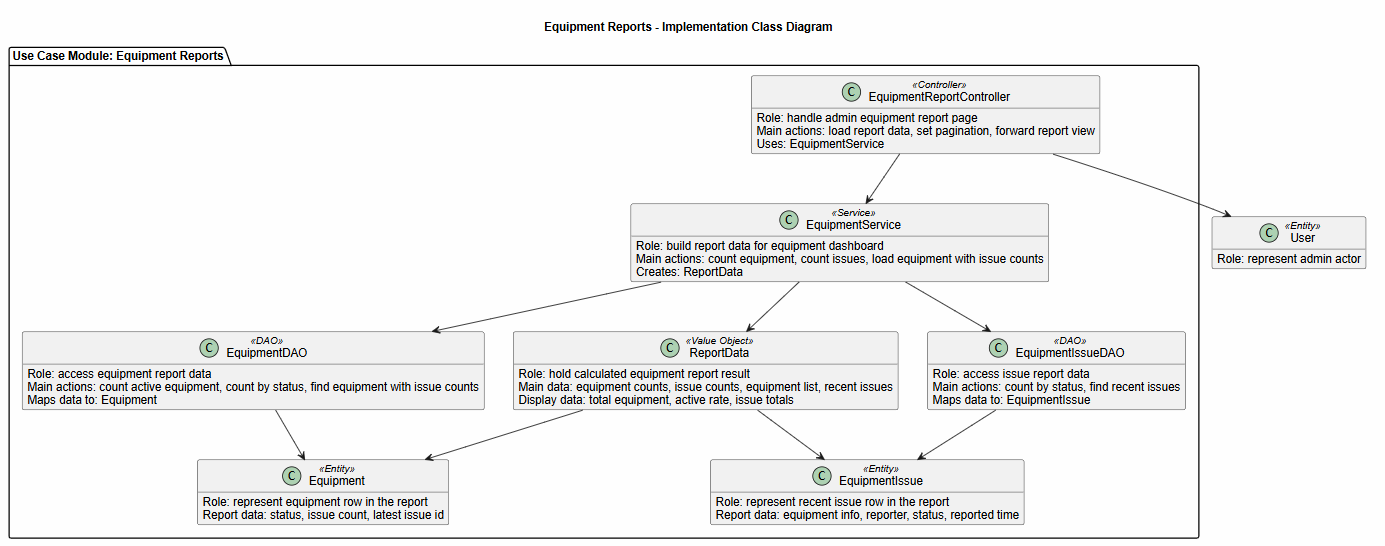 Equipment Reports - Implementation Class Diagram
Use Case Module: Equipment Reports
«Controller»
C EquipmentReportController
Role: handle admin equipment report page
Main actions: load report data, set pagination, forward report view
Uses: EquipmentService
«Service»
C EquipmentService
Role: build report data for equipment dashboard
Main actions: count equipment, count issues, load equipment with issue counts
Creates: ReportData
«Entity»
C User
Role: represent admin actor
«DAO»
C EquipmentDAO
Role: access equipment report data
Main actions: count active equipment, count by status, find equipment with issue counts
Maps data to: Equipment
«Value Object»
C ReportData
Role: hold calculated equipment report result
Main data: equipment counts, issue counts, equipment list, recent issues
Display data: total equipment, active rate, issue totals
«DAO»
C EquipmentIssueDAO
Role: access issue report data
Main actions: count by status, find recent issues
Maps data to: EquipmentIssue
«Entity»
C Equipment
Role: represent equipment row in the report
Report data: status, issue count, latest issue id
«Entity»
C EquipmentIssue
Role: represent recent issue row in the report
Report data: equipment info, reporter, status, reported time